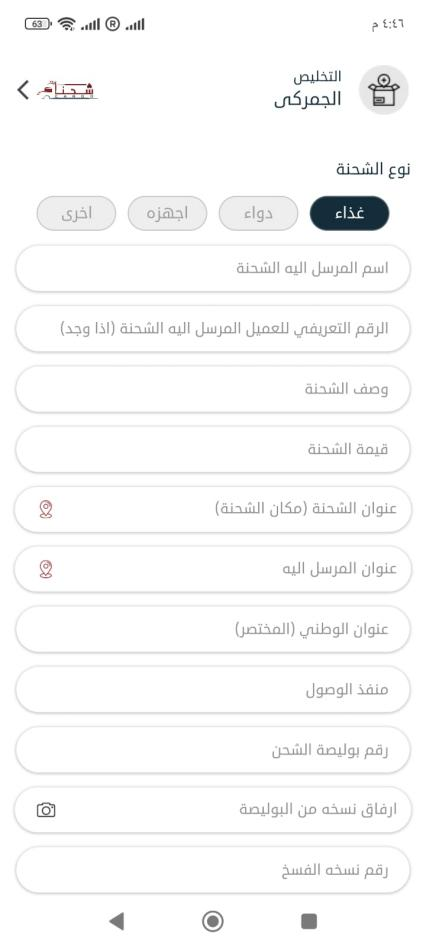 ٤:٤٦ م
63
التخليص
الجمركى
شحنات
نوع الشحنة
غذاء
دواء
اجهزه
اخرى
اسم المرسل اليه الشحنة
الرقم التعريفي للعميل المرسل اليه الشحنة (اذا وجد)
وصف الشحنة
قيمة الشحنة
عنوان الشحنة (مكان الشحنة)
عنوان المرسل اليه
عنوان الوطني (المختصر)
منفذ الوصول
رقم بوليصة الشحن
ارفاق نسخه من البوليصة
رقم نسخه الفسخ